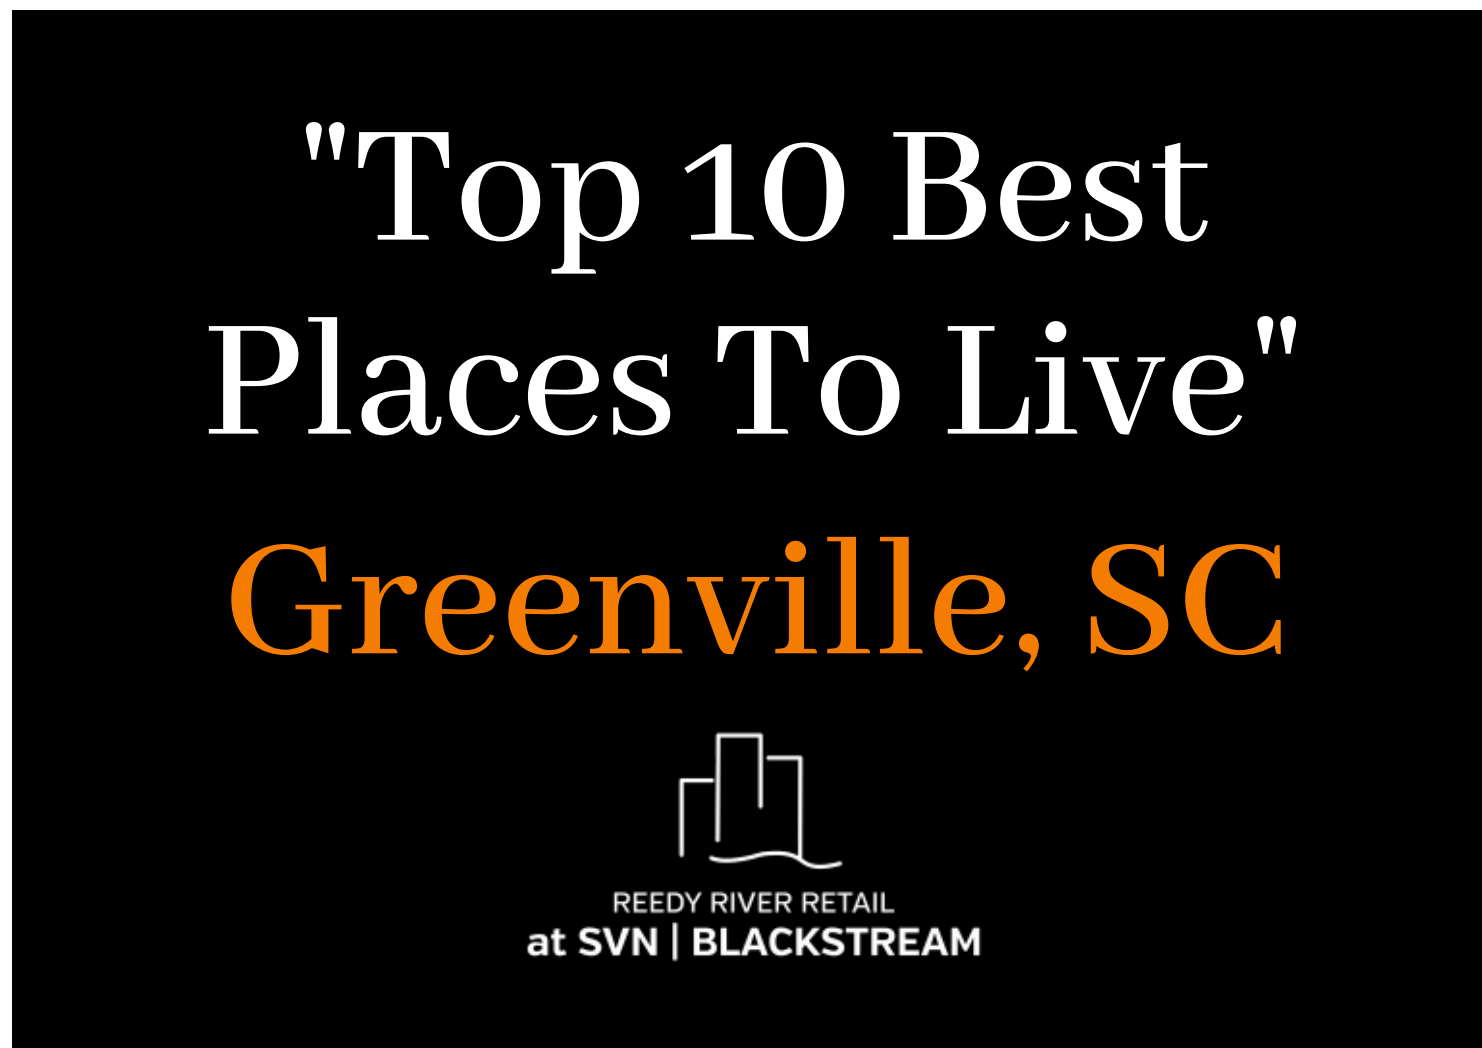 "Top 10 Best
Places To Live"
Greenville, SC
REEDY RIVER RETAIL
at SVN | BLACKSTREAM